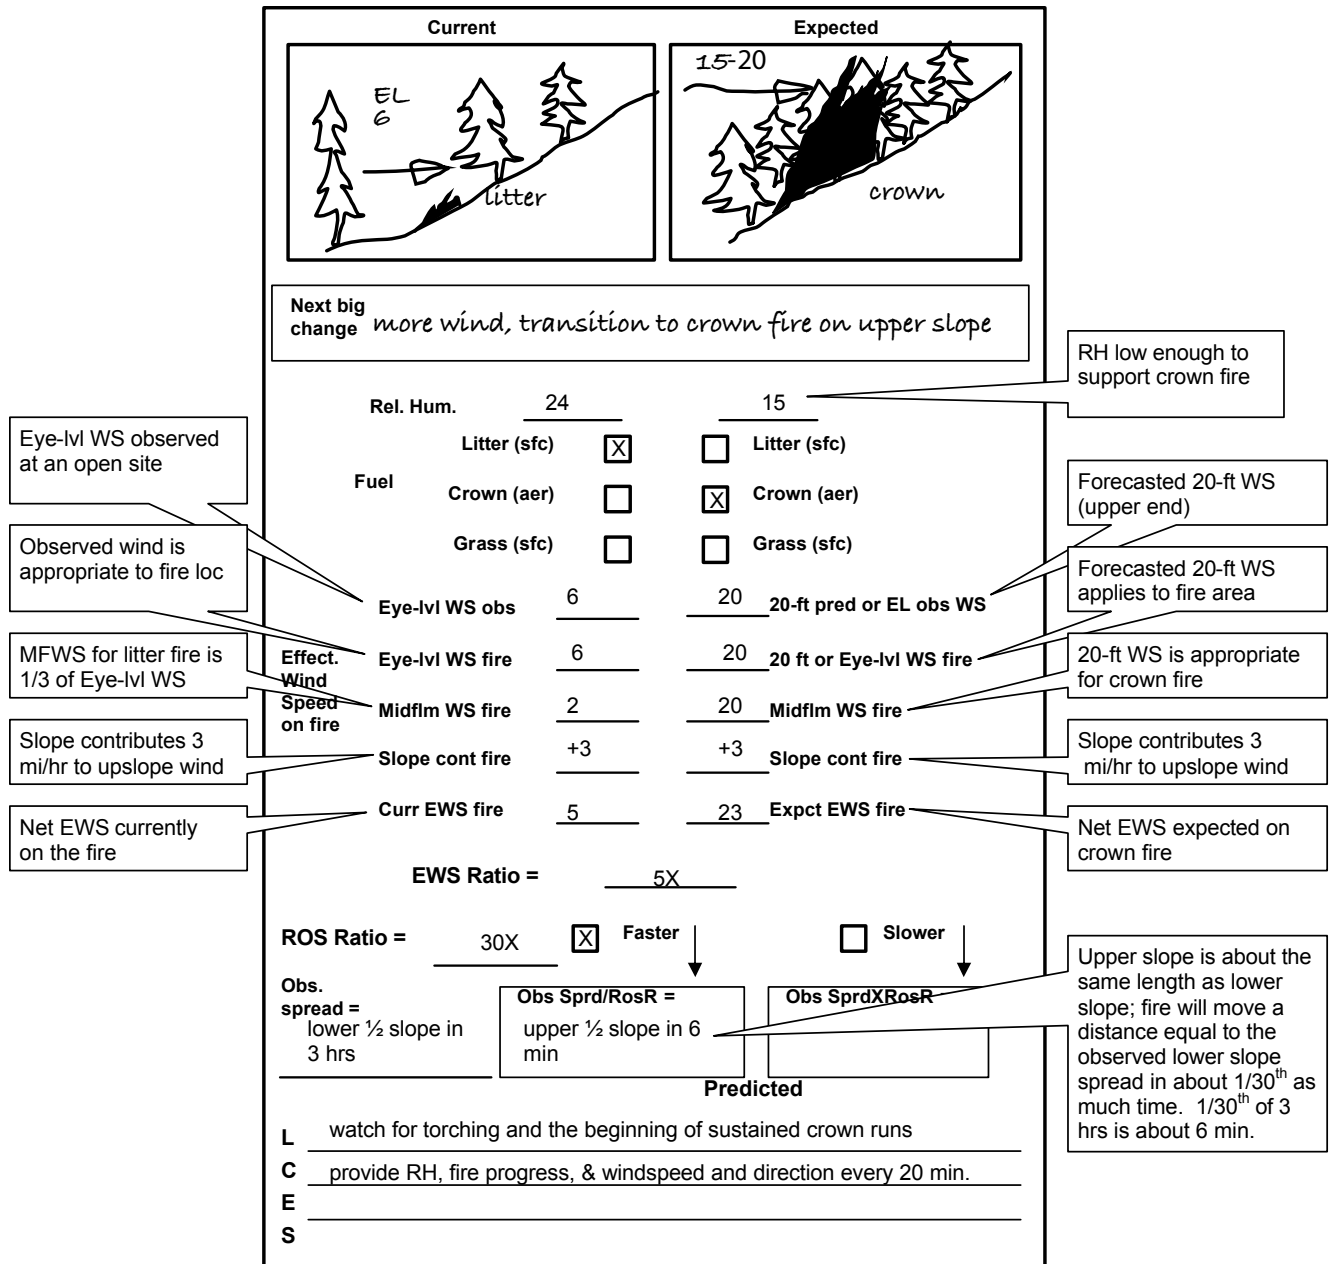 Current Expected
EL
6
litter
15-20
crown
Next big
change more wind, transition to crown fire on upper slope
RH low enough to
support crown fire
Rel. Hum. 24 15
Eye-lvl WS observed
at an open site
Litter (sfc) X Litter (sfc)
Fuel
Crown (aer) X Crown (aer)
Forecasted 20-ft WS
(upper end)
Grass (sfc) Grass (sfc)
Observed wind is
appropriate to fire loc
Forecasted 20-ft WS
applies to fire area
Eye-lvl WS obs 6 20 20-ft pred or EL obs WS
MFWS for litter fire is
1/3 of Eye-lvl WS
Effect.
Wind
Speed
on fire
Eye-lvl WS fire 6 20 20 ft or Eye-lvl WS fire
20-ft WS is appropriate
for crown fire
Midflm WS fire 2 20 Midflm WS fire
Slope contributes 3
mi/hr to upslope wind
Slope cont fire +3 +3 Slope cont fire
Slope contributes 3
mi/hr to upslope wind
Net EWS currently
on the fire
Curr EWS fire 5 23 Expct EWS fire
Net EWS expected on
crown fire
EWS Ratio = 5X
ROS Ratio = 30X X Faster Slower
Obs.
spread =
lower ½ slope in
3 hrs
Obs Sprd/RosR =
upper ½ slope in 6
min
Obs SprdXRosR
Predicted
Upper slope is about the
same length as lower
slope; fire will move a
distance equal to the
observed lower slope
spread in about 1/30th as
much time. 1/30th of 3
hrs is about 6 min.
L watch for torching and the beginning of sustained crown runs
C provide RH, fire progress, & windspeed and direction every 20 min.
E
S